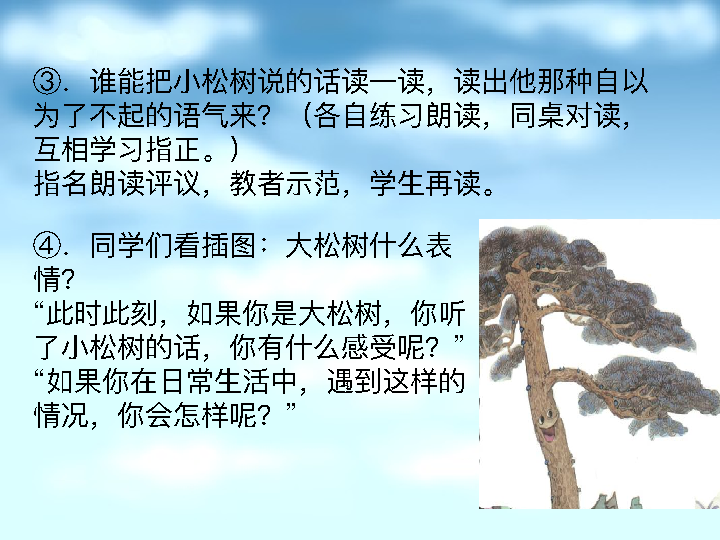 ③．谁能把小松树说的话读一读，读出他那种自以
为了不起的语气来？（各自练习朗读，同桌对读，
互相学习指正。）
指名朗读评议，教者示范，学生再读。
④．同学们看插图：大松树什么表
情？
“此时此刻，如果你是大松树，你听
了小松树的话，你有什么感受呢？”
“如果你在日常生活中，遇到这样的
情况，你会怎样呢？”